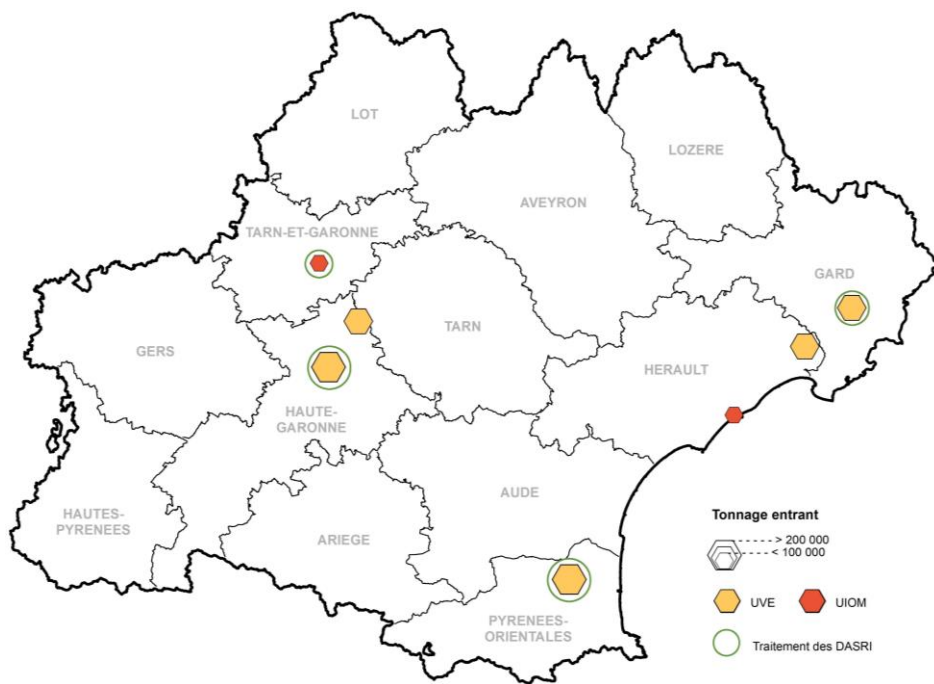 LOT
LOZERE
AVEYRON
TARN-ET-GARONNE
GARD
TARN
GERS
HERAULT
HAUTE-
GARONNE
AUDE
HAUTES-
PYRENEES
ARIEGE
PYRENEES-
ORIENTALES
Tonnage entrant
> 200 000
< 100 000
UVE
UIOM
Traitement des DASRI